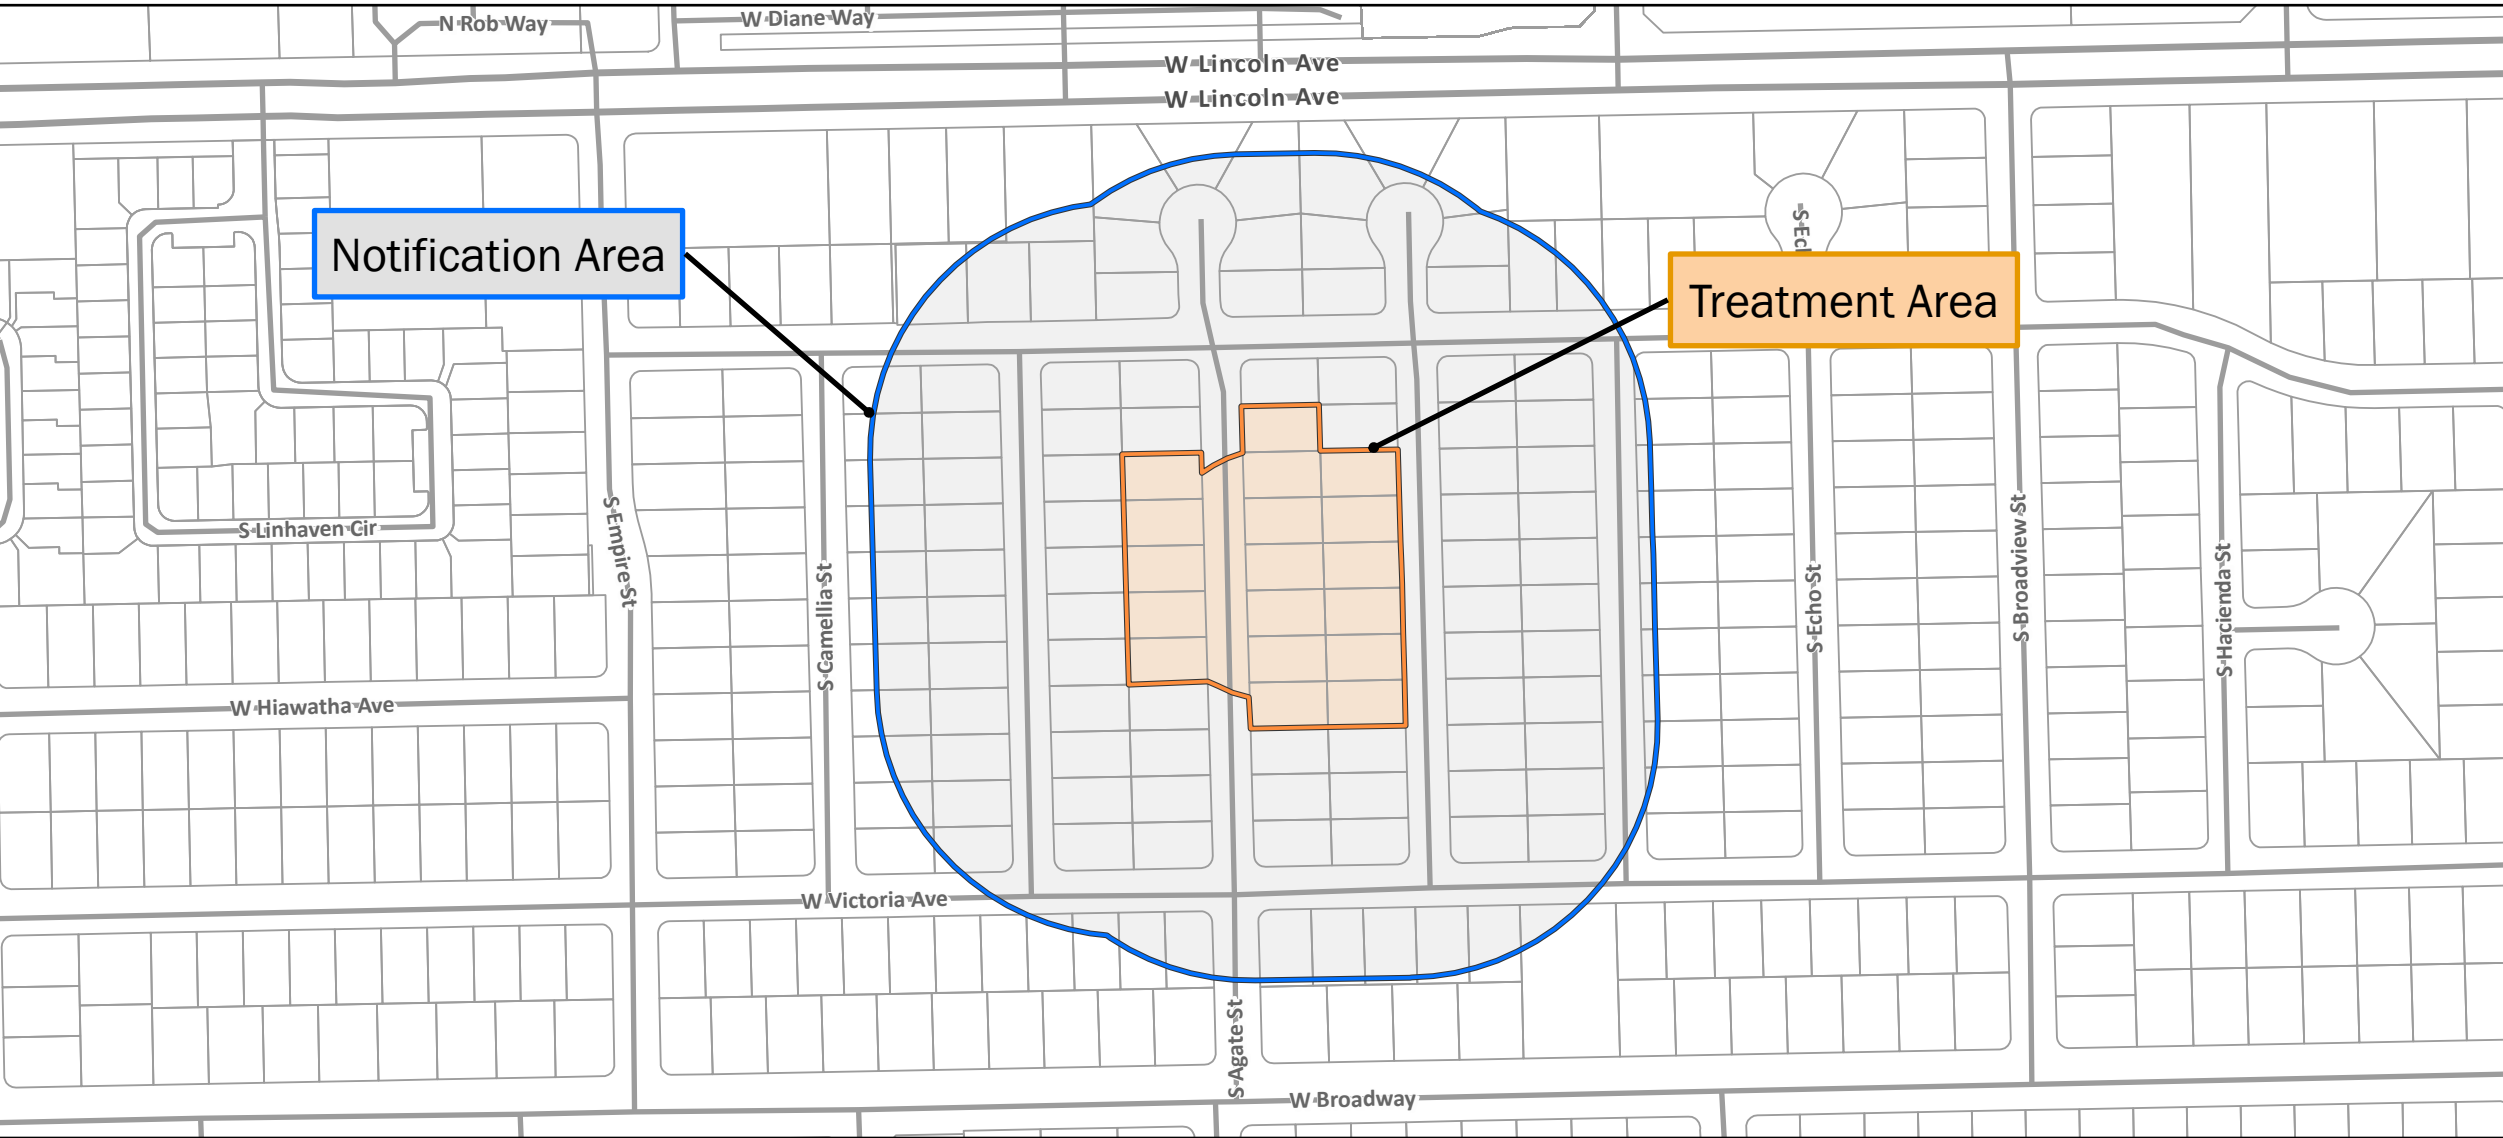 N Rob Way
W Diane Way
W Lincoln Ave
W Lincoln Ave
S Ecl
Notification Area
Treatment Area
S Linhaven Cir
S Empire St
S Camellia St
S Echo St
S Broadview St
S Hacienda St
W Hiawatha Ave
W Victoria Ave
S Agate St
W Broadway